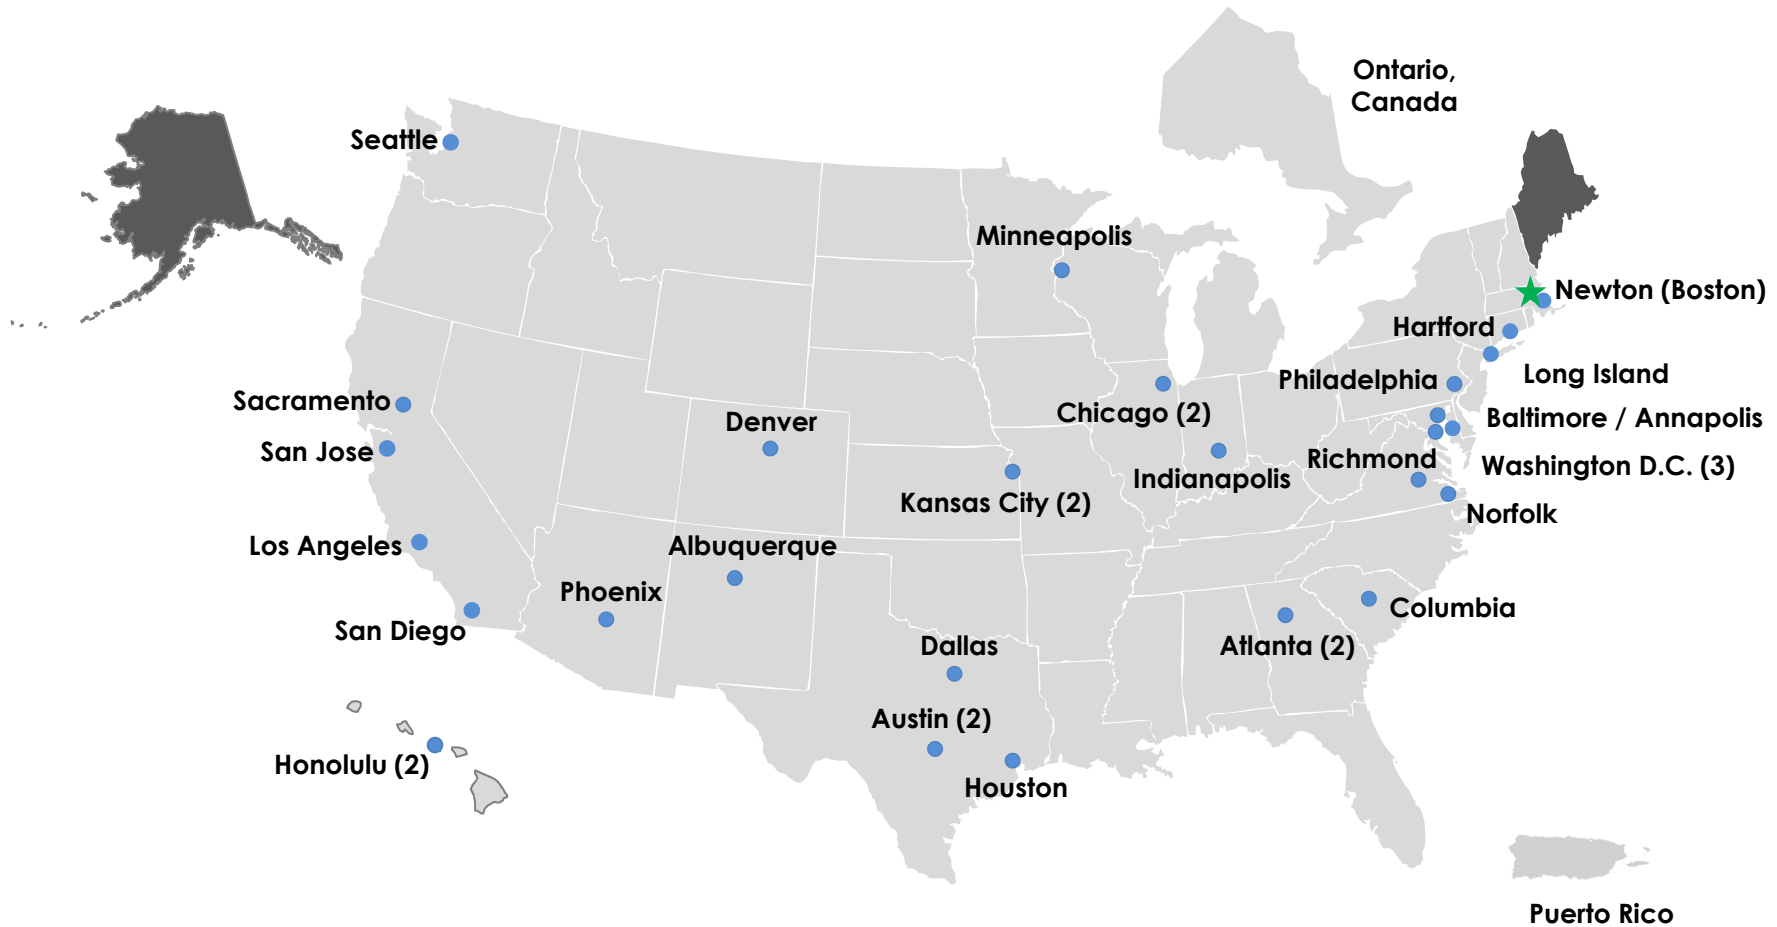 Ontario,
Canada
Seattle
Minneapolis
Newton (Boston)
Hartford
Long Island
Philadelphia
Sacramento
Chicago (2)
Baltimore / Annapolis
Denver
San Jose
Richmond
Washington D.C. (3)
Indianapolis
Kansas City (2)
Norfolk
Los Angeles
Albuquerque
Phoenix
Columbia
San Diego
Dallas
Atlanta (2)
Austin (2)
Honolulu (2)
Houston
Puerto Rico